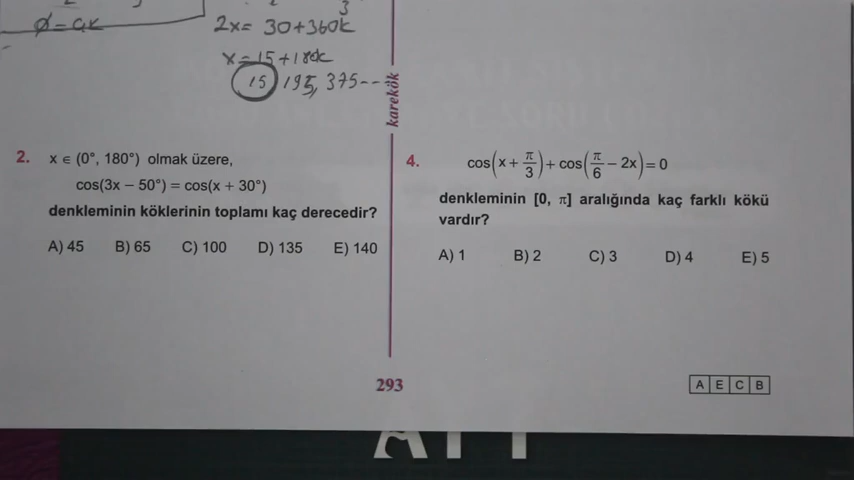 2x = 30+360k
x = 15+180k
15, 195, 375--
karekök
2. x ∈ (0°, 180°) olmak üzere,
cos(3x – 50°) = cos(x + 30°)
denkleminin köklerinin toplamı kaç derecedir?
A) 45 B) 65 C) 100 D) 135 E) 140
4. cos(x + π/3) + cos(π/6 – 2x) = 0
denkleminin [0, π] aralığında kaç farklı kökü
vardır?
A) 1 B) 2 C) 3 D) 4 E) 5
293
A E C B